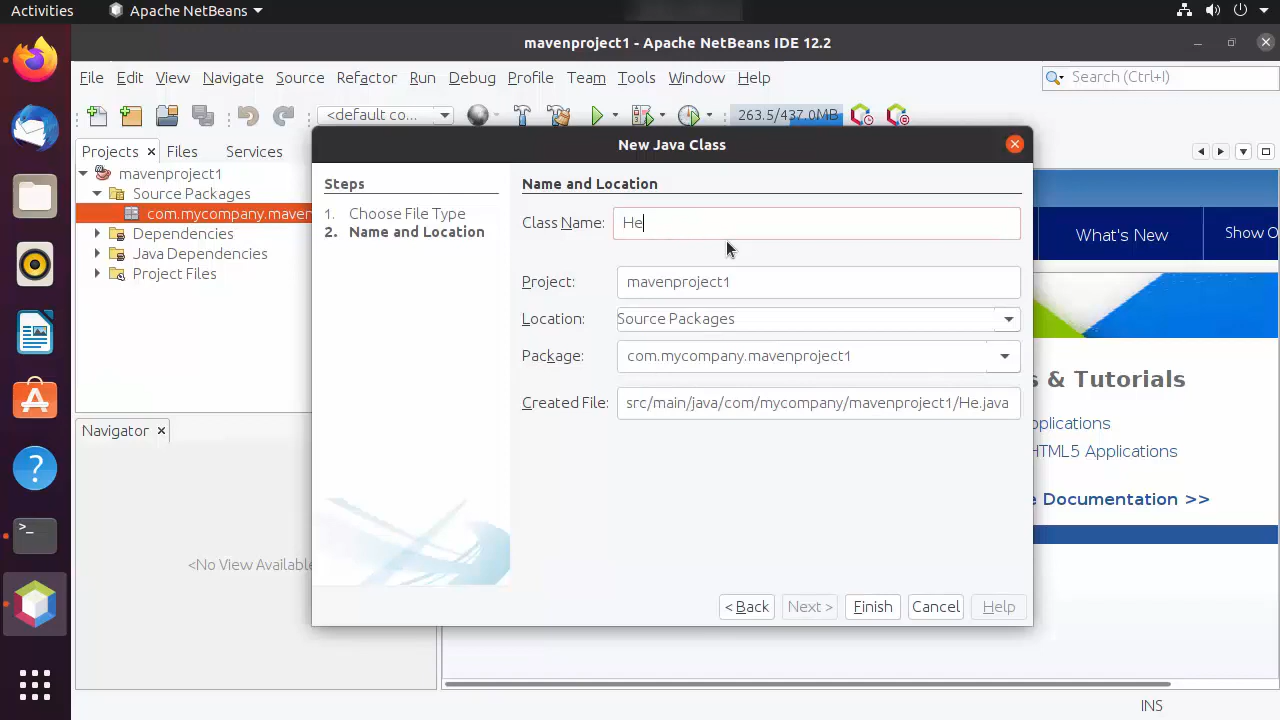 Activities
Apache NetBeans
mavenproject1 - Apache NetBeans IDE 12.2
File Edit View Navigate Source Refactor Run Debug Profile Team Tools Window Help
Search (Ctrl+I)
<default co...
263.5/437.0MB
Projects
Files
Services
New Java Class
mavenproject1
Source Packages
com.mycompany.maven
Dependencies
Java Dependencies
Project Files
Steps
1. Choose File Type
2. Name and Location
Name and Location
Class Name: He
Project: mavenproject1
Location: Source Packages
Package: com.mycompany.mavenproject1
Created File: src/main/java/com/mycompany/mavenproject1/He.java
What's New
Show O
s & Tutorials
pplications
HTML5 Applications
e Documentation >>
Navigator
<No View Available
>_
?
< Back
Next >
Finish
Cancel
Help
INS